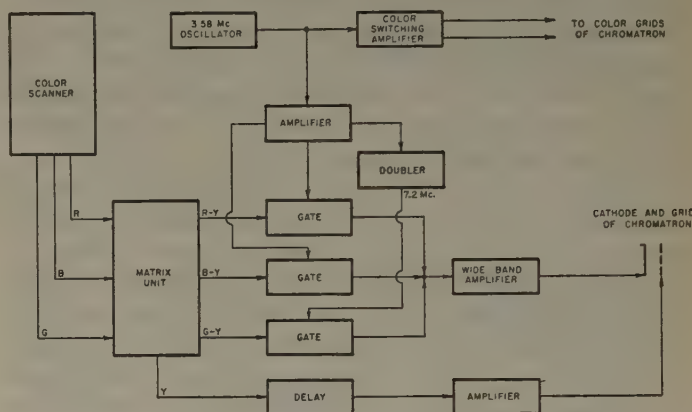 3.58 Mc
OSCILLATOR
COLOR
SWITCHING
AMPLIFIER
TO COLOR GRIDS
OF CHROMATRON
COLOR
SCANNER
AMPLIFIER
DOUBLER
7.2 Mc.
R
R-Y
GATE
CATHODE AND GRID
OF CHROMATRON
B
MATRIX
UNIT
B-Y
GATE
WIDE BAND
AMPLIFIER
G
G-Y
GATE
Y
DELAY
AMPLIFIER